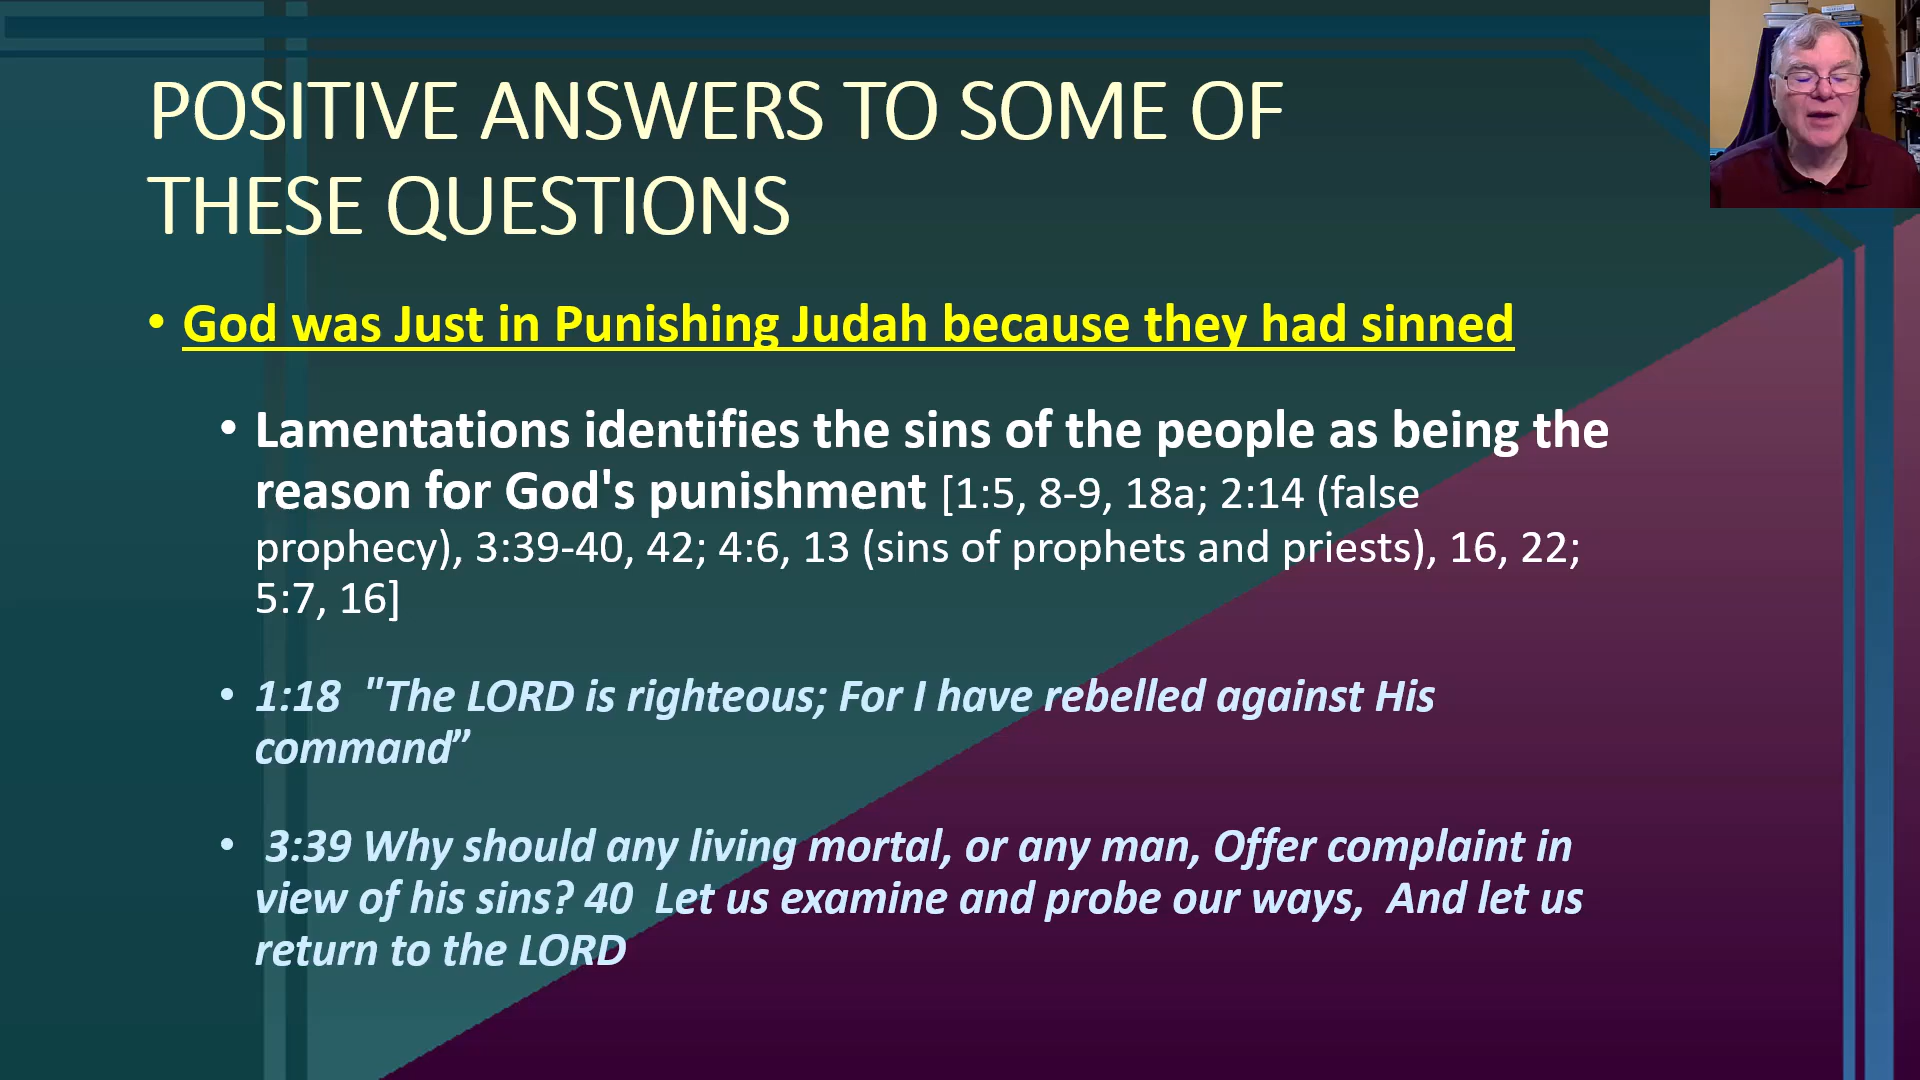 POSITIVE ANSWERS TO SOME OF
THESE QUESTIONS
• God was Just in Punishing Judah because they had sinned
• Lamentations identifies the sins of the people as being the
reason for God's punishment [1:5, 8-9, 18a; 2:14 (false
prophecy), 3:39-40, 42; 4:6, 13 (sins of prophets and priests), 16, 22;
5:7, 16]
• 1:18 "The LORD is righteous; For I have rebelled against His
command”
• 3:39 Why should any living mortal, or any man, Offer complaint in
view of his sins? 40 Let us examine and probe our ways, And let us
return to the LORD